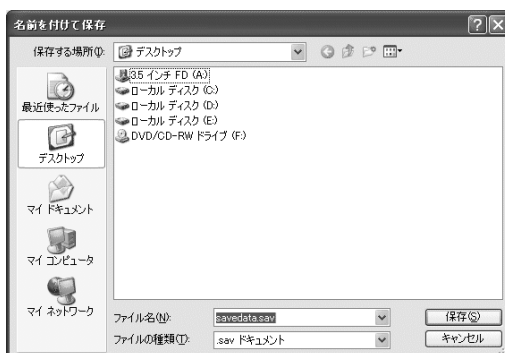 名前を付けて保存
保存する場所(I):
デスクトップ
最近使ったファイル
デスクトップ
マイ ドキュメント
マイ コンピュータ
マイ ネットワーク
3.5 インチ FD (A:)
ローカル ディスク (C:)
ローカル ディスク (D:)
ローカル ディスク (E:)
DVD/CD-RW ドライブ (F:)
ファイル名(N):
savedata.sav
保存(S)
ファイルの種類(T):
.sav ドキュメント
キャンセル